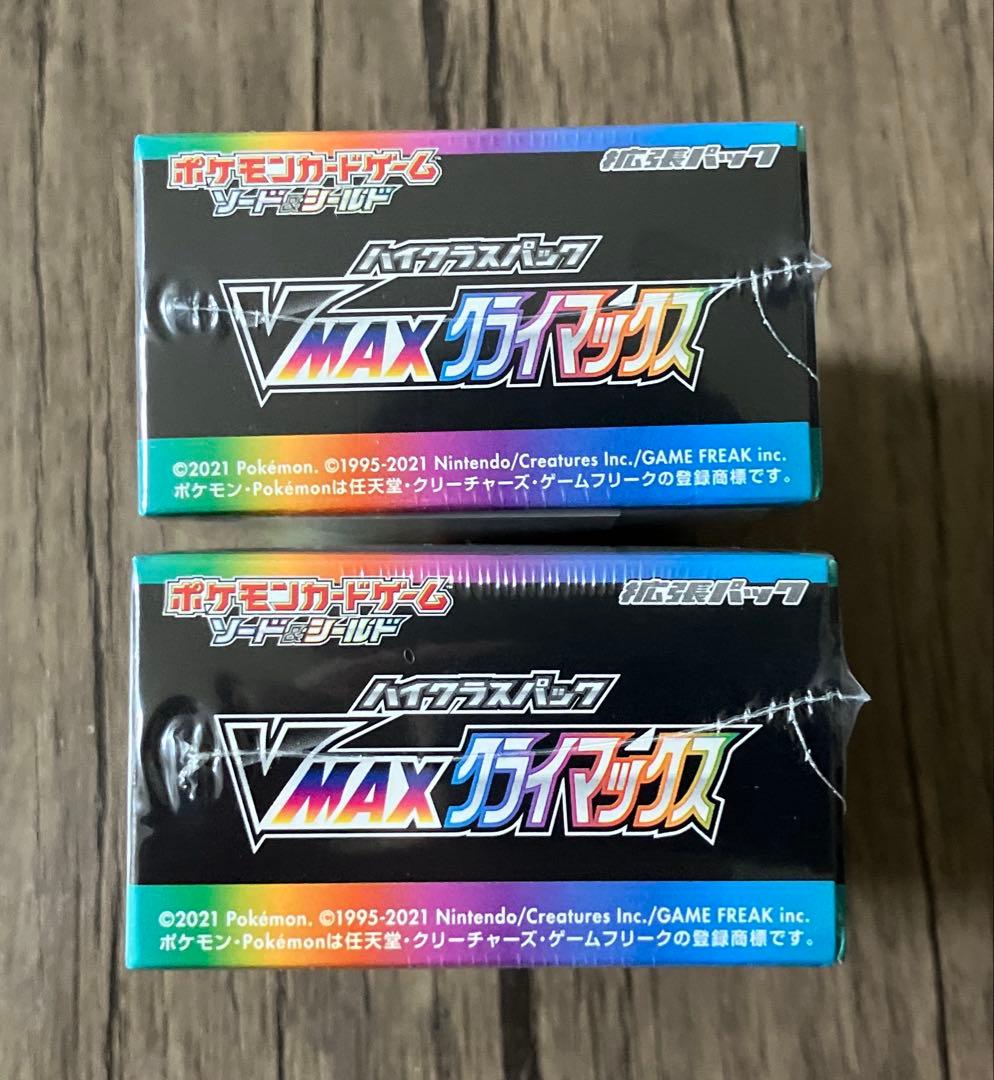 ポケモンカードゲーム
ソード&シールド
拡張パック
ハイクラスパック
VMAXクライマックス
©2021 Pokémon. ©1995-2021 Nintendo/Creatures Inc./GAME FREAK inc.
ポケモン・Pokémonは任天堂・クリーチャーズ・ゲームフリークの登録商標です。
ポケモンカードゲーム
ソード&シールド
拡張パック
ハイクラスパック
VMAXクライマックス
©2021 Pokémon. ©1995-2021 Nintendo/Creatures Inc./GAME FREAK inc.
ポケモン・Pokémonは任天堂・クリーチャーズ・ゲームフリークの登録商標です。